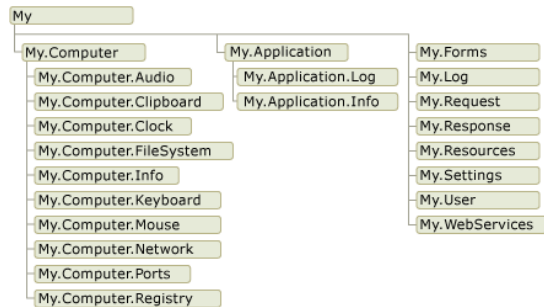 My
My.Computer
My.Computer.Audio
My.Computer.Clipboard
My.Computer.Clock
My.Computer.FileSystem
My.Computer.Info
My.Computer.Keyboard
My.Computer.Mouse
My.Computer.Network
My.Computer.Ports
My.Computer.Registry
My.Application
My.Application.Log
My.Application.Info
My.Forms
My.Log
My.Request
My.Response
My.Resources
My.Settings
My.User
My.WebServices